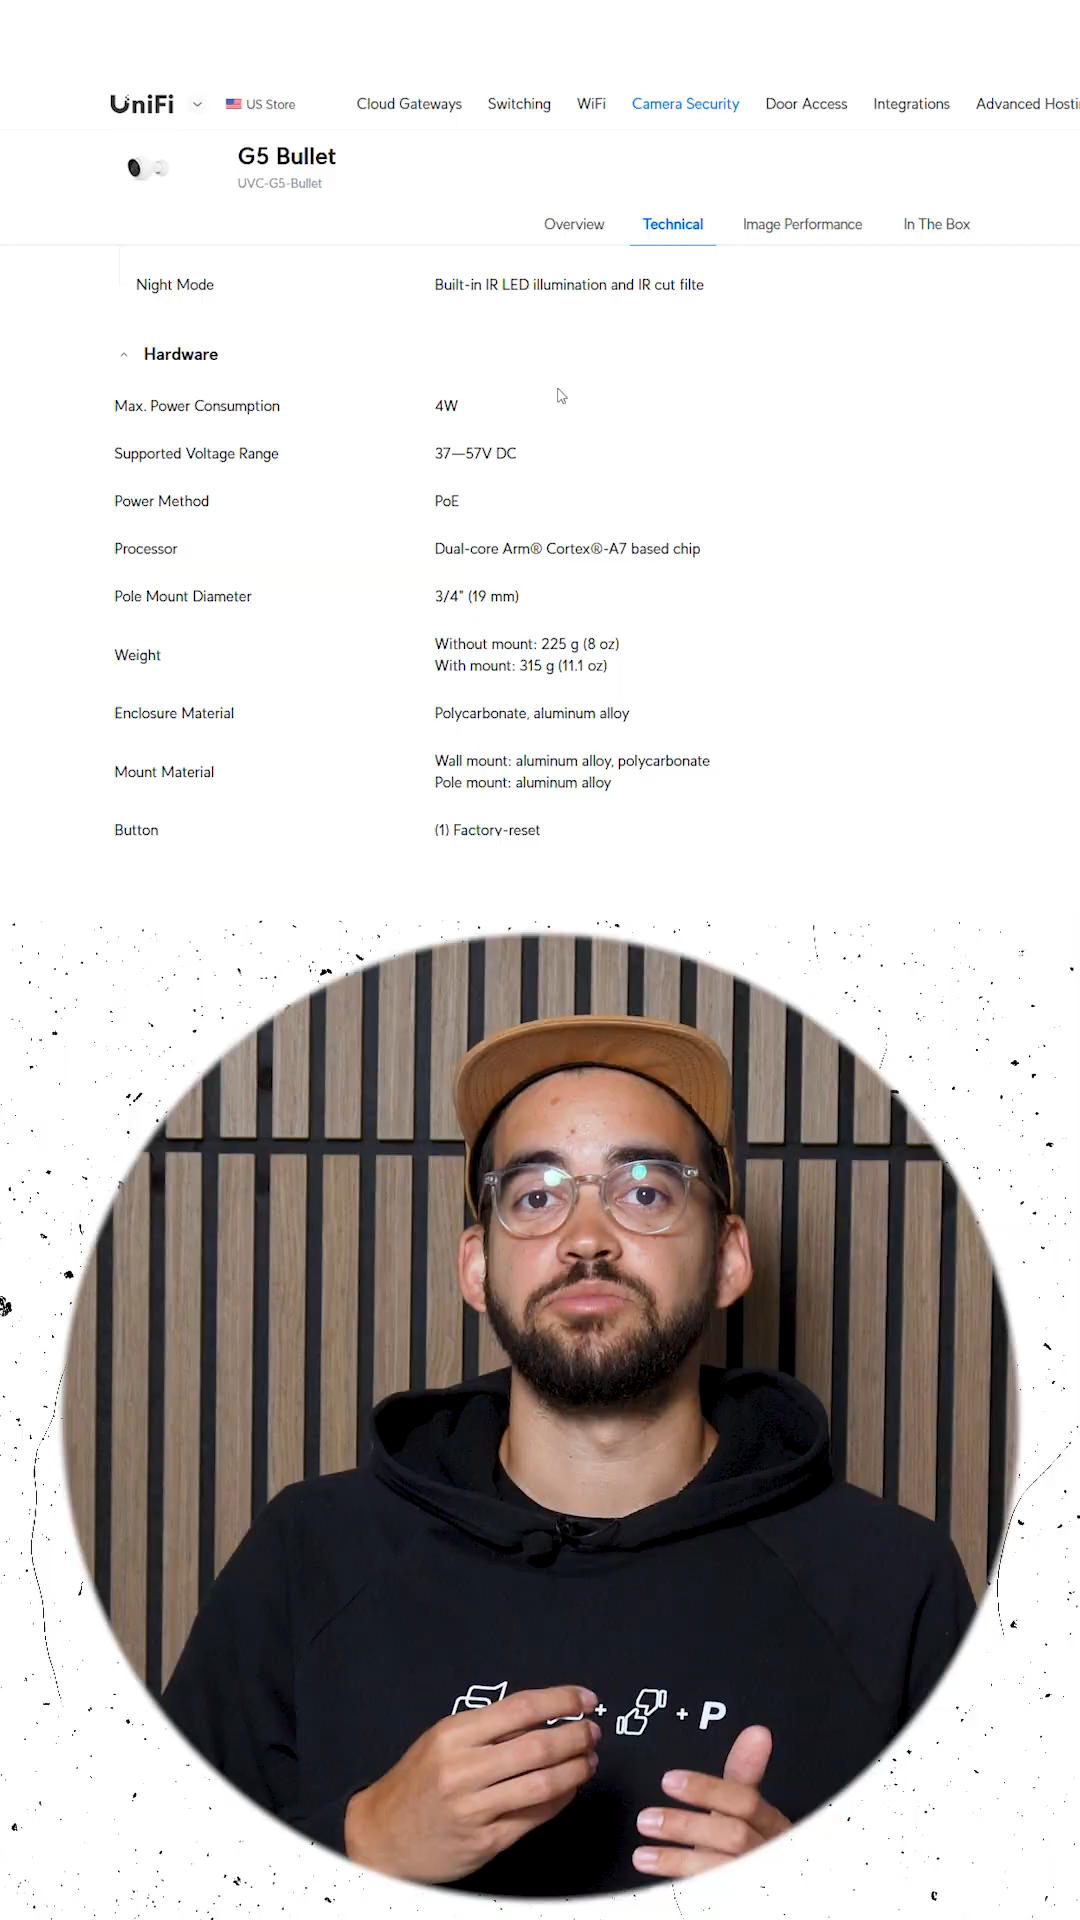 UniFi
US Store
Cloud Gateways
Switching
WiFi
Camera Security
Door Access
Integrations
Advanced Hosti
G5 Bullet
UVC-G5-Bullet
Overview
Technical
Image Performance
In The Box
Night Mode
Built-in IR LED illumination and IR cut filte
Hardware
Max. Power Consumption
4W
Supported Voltage Range
37—57V DC
Power Method
PoE
Processor
Dual-core Arm® Cortex®-A7 based chip
Pole Mount Diameter
3/4" (19 mm)
Weight
Without mount: 225 g (8 oz)
With mount: 315 g (11.1 oz)
Enclosure Material
Polycarbonate, aluminum alloy
Mount Material
Wall mount: aluminum alloy, polycarbonate
Pole mount: aluminum alloy
Button
(1) Factory-reset
+ + P